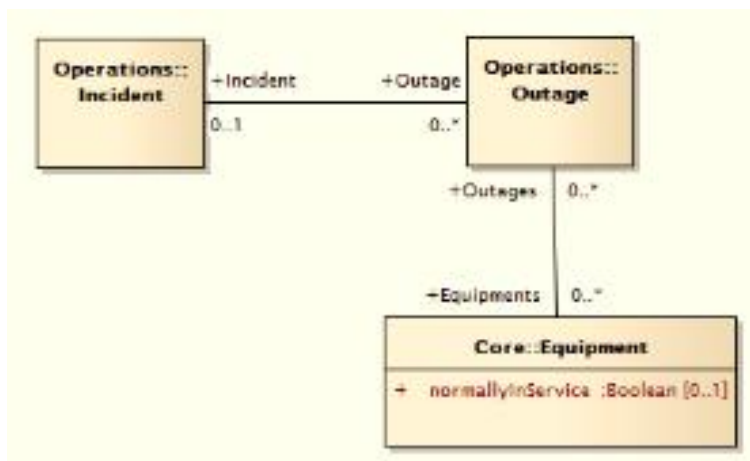 Operations::
Incident
+Incident
0..1
+Outage
0..*
Operations::
Outage
+Outages
0..*
+Equipments
0..*
Core::Equipment
+ normallyInService :Boolean [0..1]